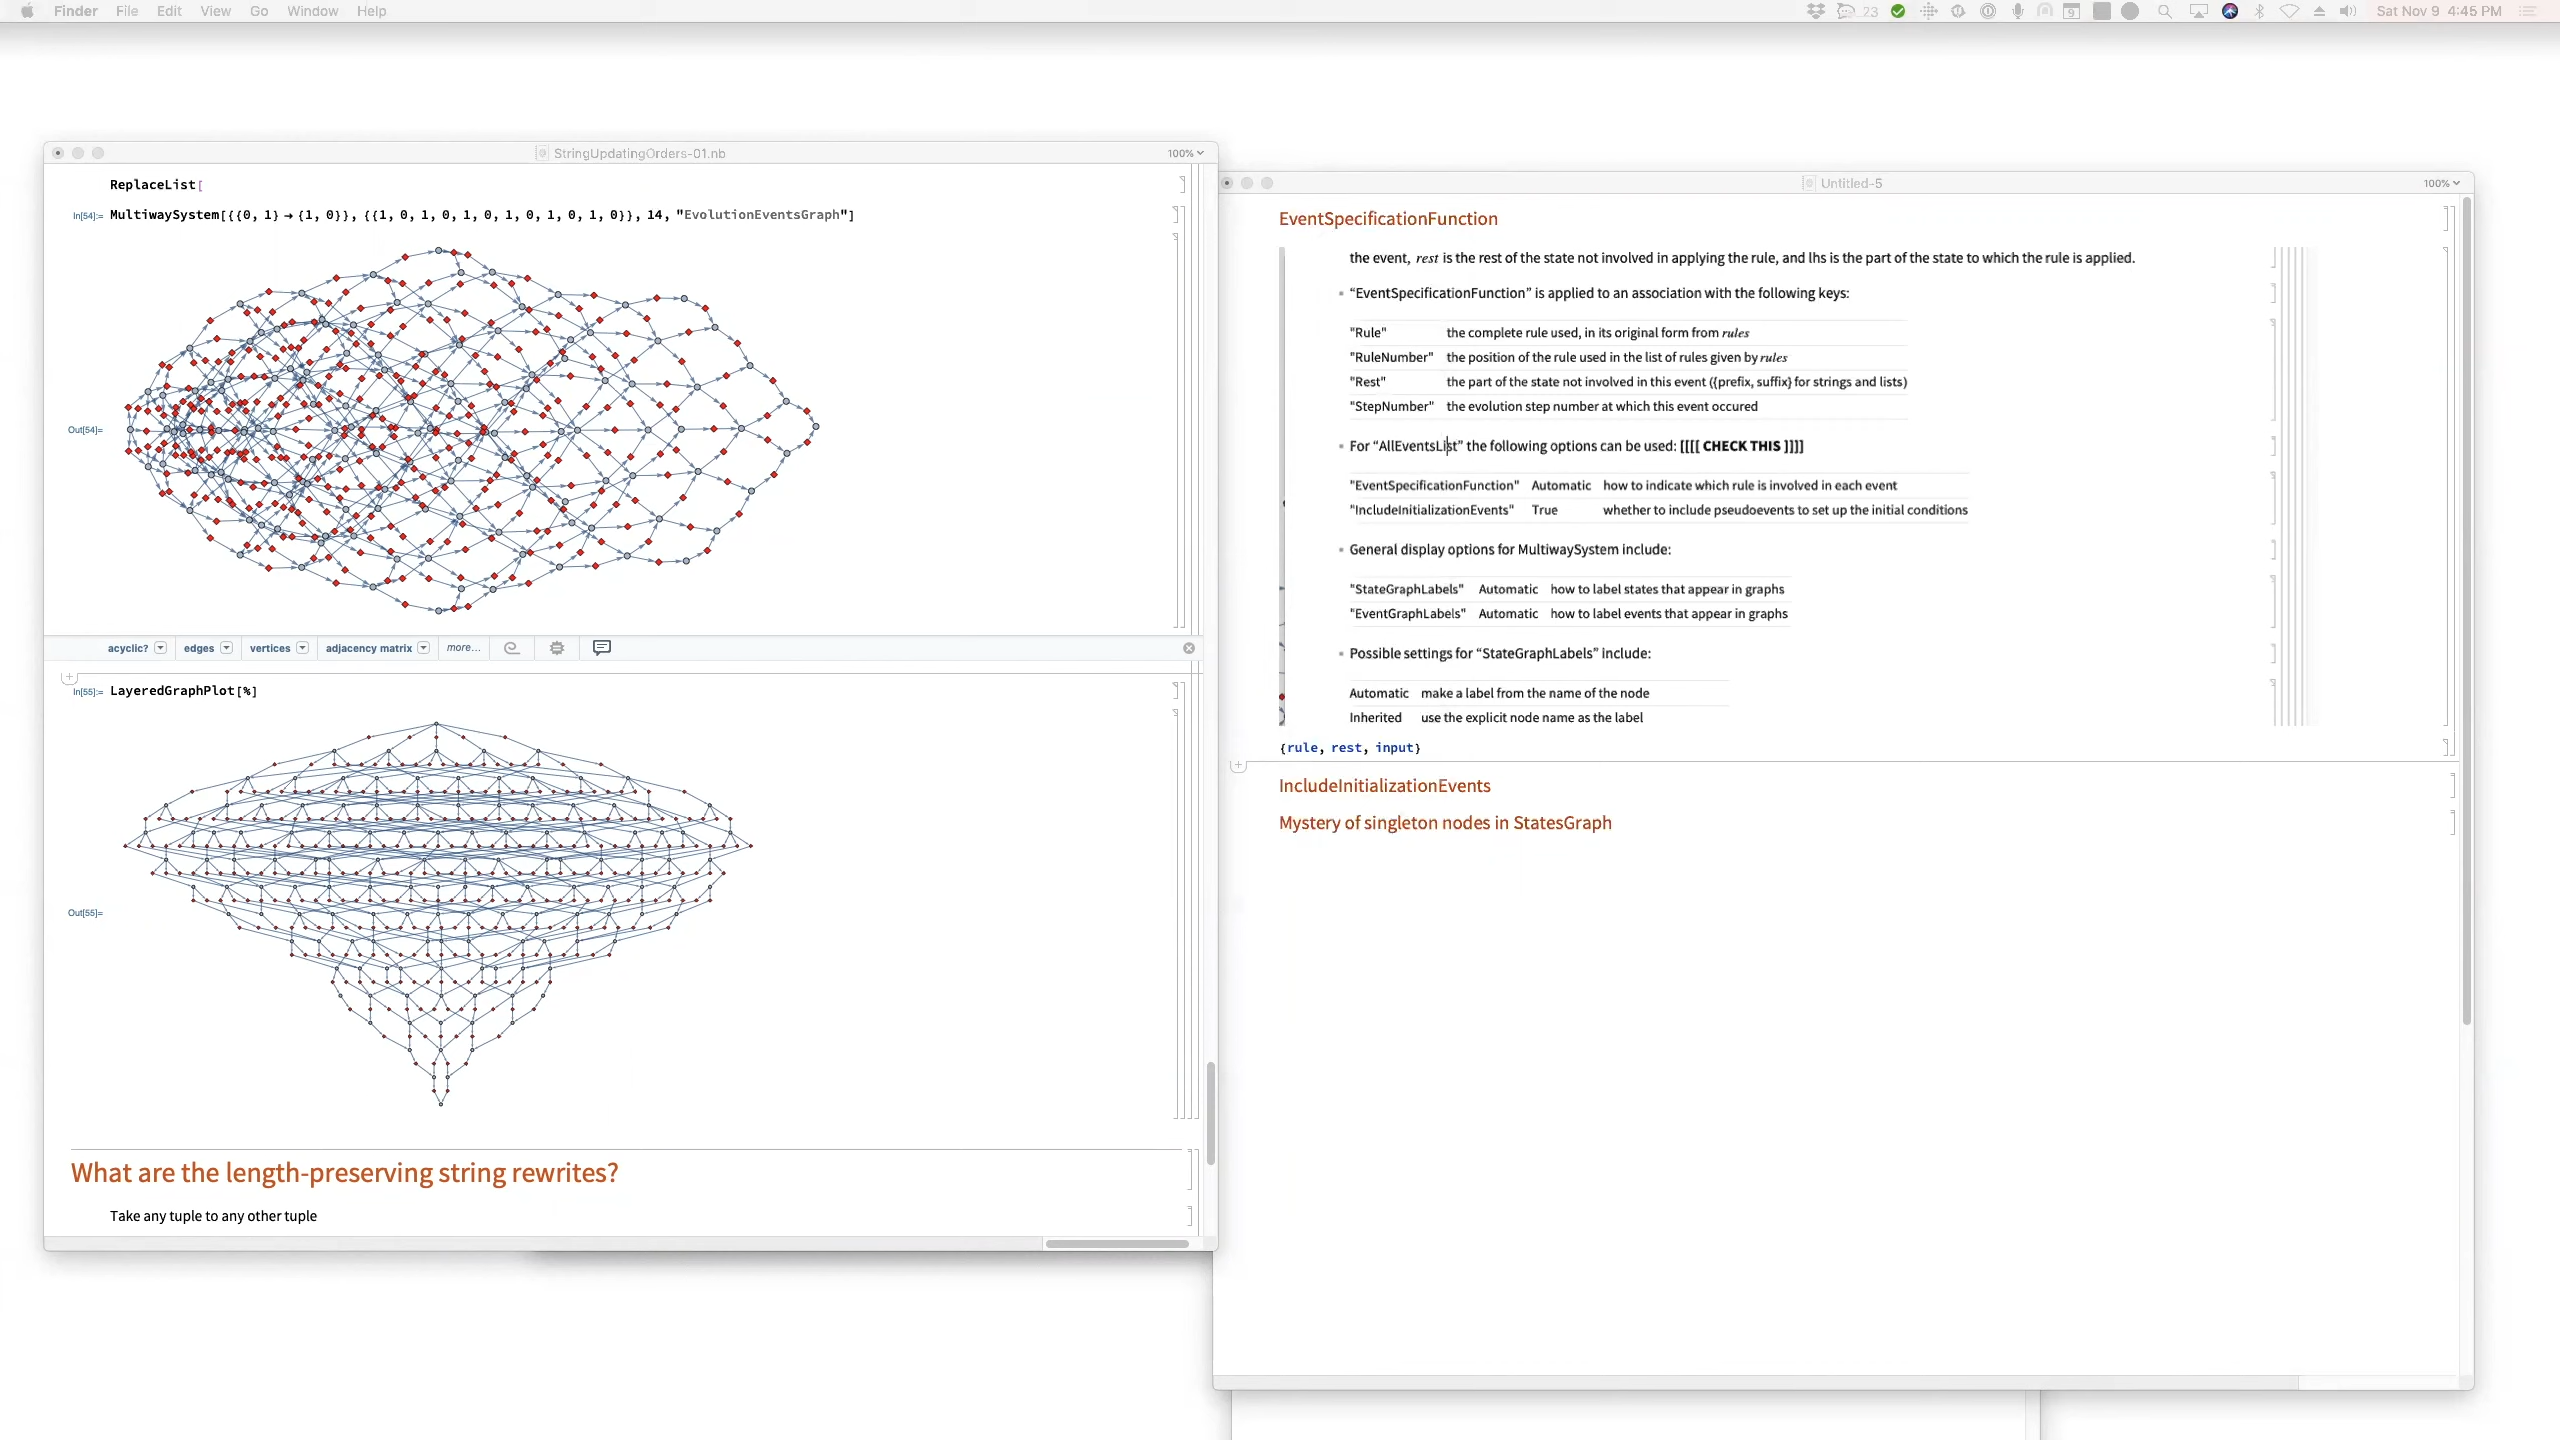 Finder File Edit View Go Window Help
23
9
Sat Nov 9 4:45 PM
StringUpdatingOrders-01.nb
100%
ReplaceList[
In[54]:= MultiwaySystem[{{0, 1} → {1, 0}}, {{1, 0, 1, 0, 1, 0, 1, 0, 1, 0, 1, 0}}, 14, "EvolutionEventsGraph"]
Out[54]=
acyclic? edges vertices adjacency matrix more...
In[55]:= LayeredGraphPlot[%]
Out[55]=
What are the length-preserving string rewrites?
Take any tuple to any other tuple
Untitled-5
100%
EventSpecificationFunction
the event, rest is the rest of the state not involved in applying the rule, and lhs is the part of the state to which the rule is applied.
“EventSpecificationFunction” is applied to an association with the following keys:
"Rule" the complete rule used, in its original form from rules
"RuleNumber" the position of the rule used in the list of rules given by rules
"Rest" the part of the state not involved in this event ({prefix, suffix} for strings and lists)
"StepNumber" the evolution step number at which this event occured
For “AllEventsList” the following options can be used: [[[[ CHECK THIS ]]]]
"EventSpecificationFunction" Automatic how to indicate which rule is involved in each event
"IncludeInitializationEvents" True whether to include pseudoevents to set up the initial conditions
General display options for MultiwaySystem include:
"StateGraphLabels" Automatic how to label states that appear in graphs
"EventGraphLabels" Automatic how to label events that appear in graphs
Possible settings for “StateGraphLabels” include:
Automatic make a label from the name of the node
Inherited use the explicit node name as the label
{rule, rest, input}
IncludeInitializationEvents
Mystery of singleton nodes in StatesGraph